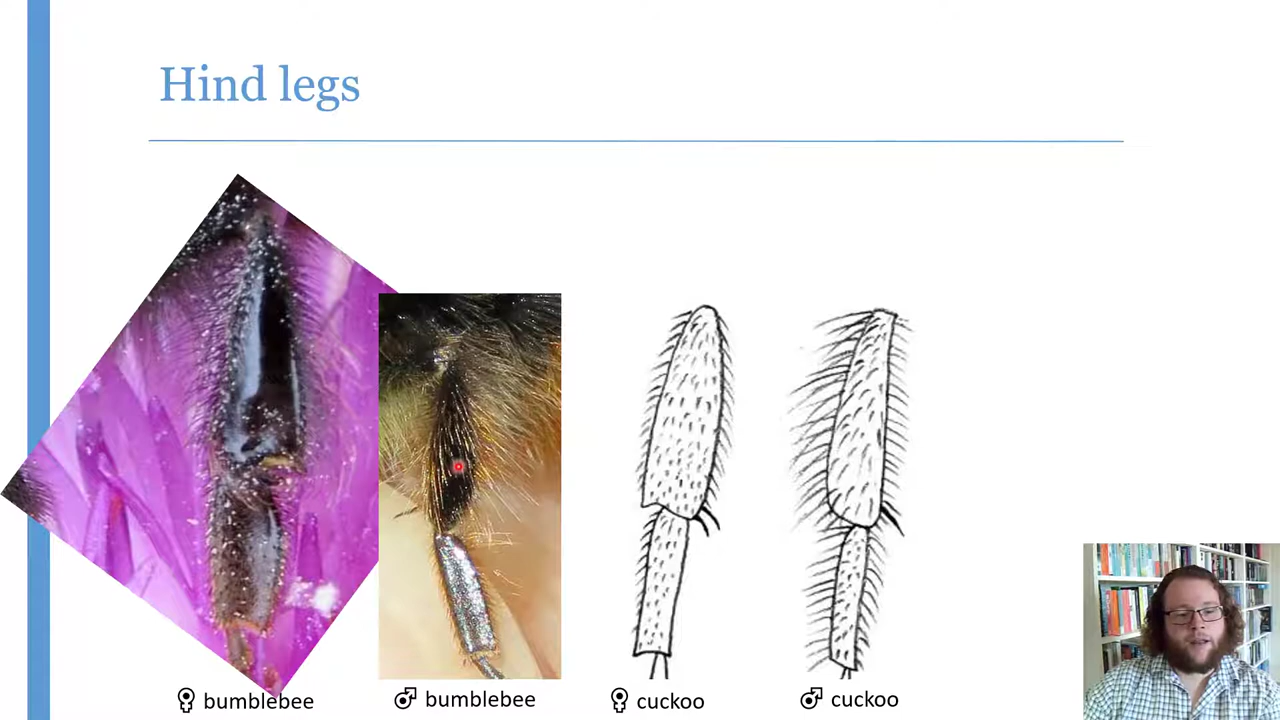 Hind legs
♀ bumblebee
♂ bumblebee
♀ cuckoo
♂ cuckoo